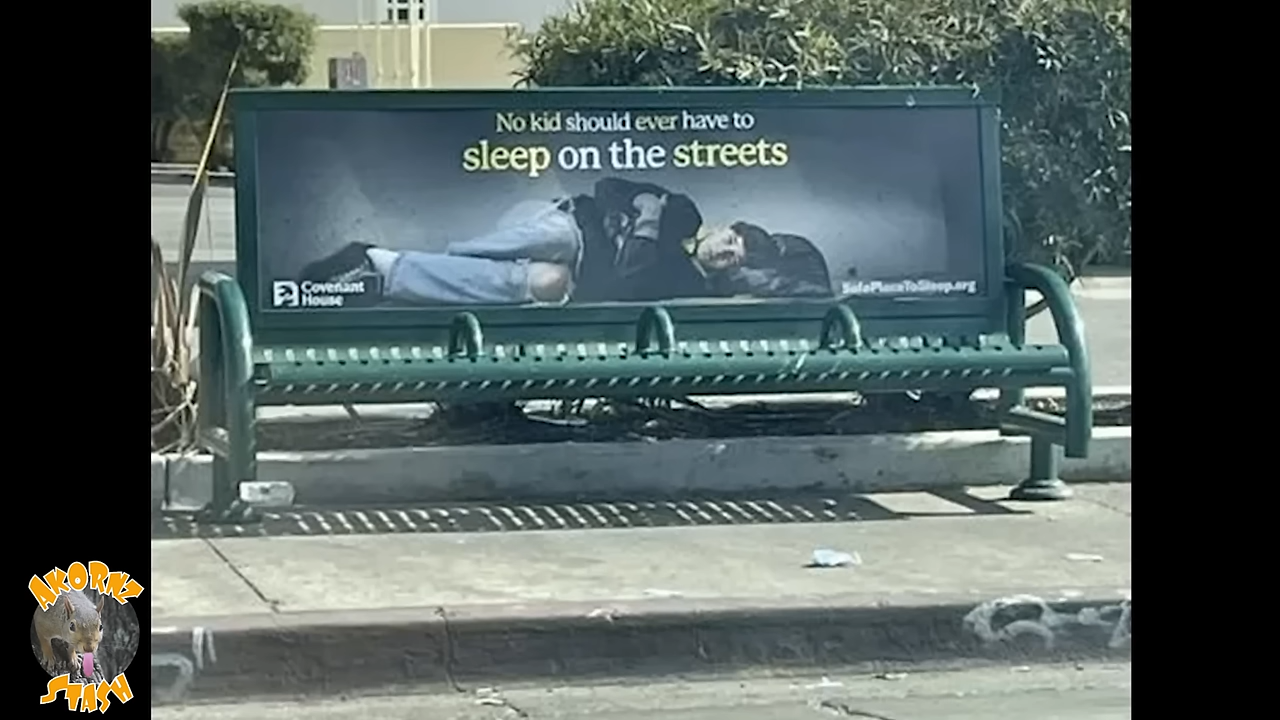 No kid should ever have to
sleep on the streets
Covenant
House
SafePlaceToSleep.org
AKORNZ
STASH